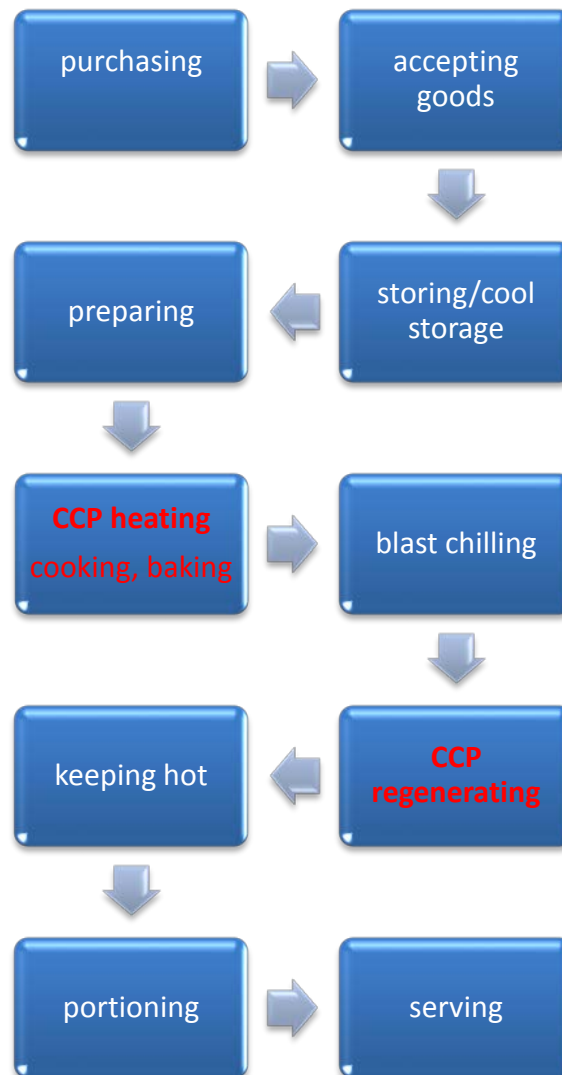 purchasing
accepting
goods
storing/cool
storage
preparing
CCP heating
cooking, baking
blast chilling
CCP
regenerating
keeping hot
portioning
serving